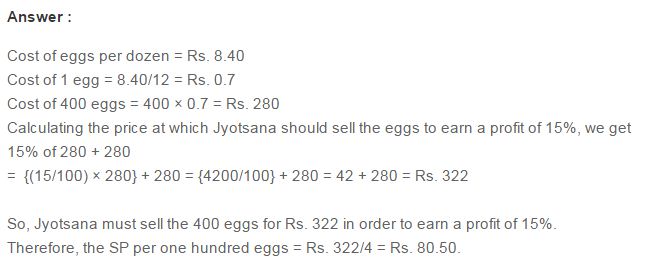 Answer :
Cost of eggs per dozen = Rs. 8.40
Cost of 1 egg = 8.40/12 = Rs. 0.7
Cost of 400 eggs = 400 × 0.7 = Rs. 280
Calculating the price at which Jyotsana should sell the eggs to earn a profit of 15%, we get
15% of 280 + 280
= {(15/100) × 280} + 280 = {4200/100} + 280 = 42 + 280 = Rs. 322
So, Jyotsana must sell the 400 eggs for Rs. 322 in order to earn a profit of 15%.
Therefore, the SP per one hundred eggs = Rs. 322/4 = Rs. 80.50.